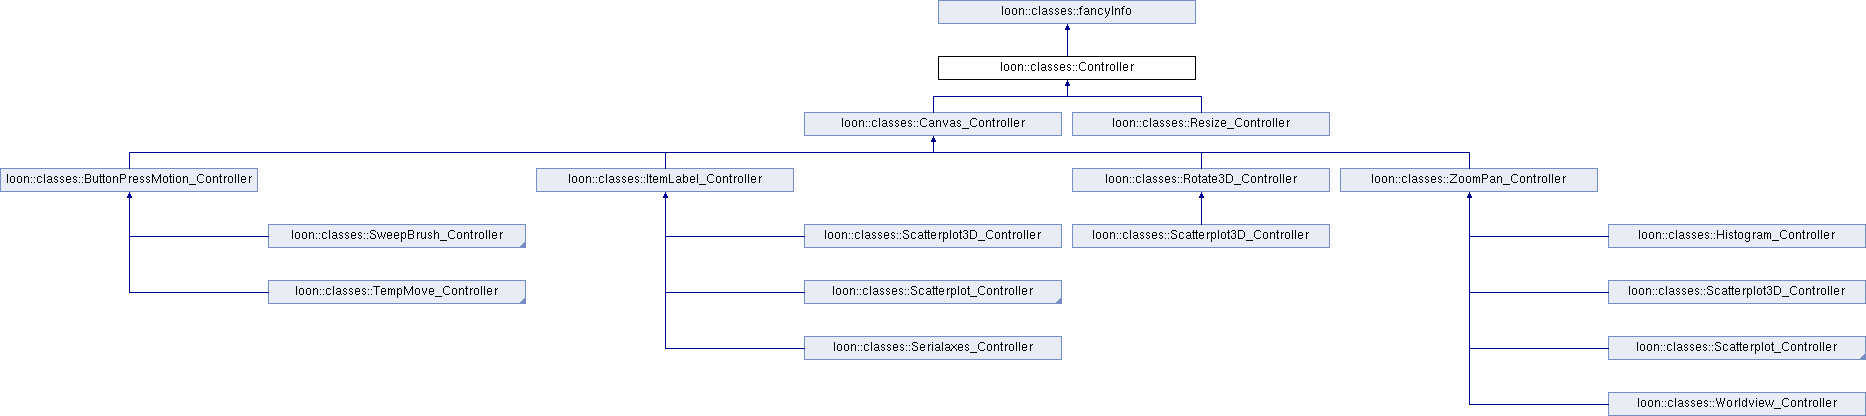 loon::classes::fancyInfo
loon::classes::Controller
loon::classes::Canvas_Controller
loon::classes::Resize_Controller
loon::classes::ButtonPressMotion_Controller
loon::classes::ItemLabel_Controller
loon::classes::Rotate3D_Controller
loon::classes::ZoomPan_Controller
loon::classes::SweepBrush_Controller
loon::classes::Scatterplot3D_Controller
loon::classes::Scatterplot3D_Controller
loon::classes::Histogram_Controller
loon::classes::TempMove_Controller
loon::classes::Scatterplot_Controller
loon::classes::Scatterplot3D_Controller
loon::classes::Serialaxes_Controller
loon::classes::Scatterplot_Controller
loon::classes::Worldview_Controller